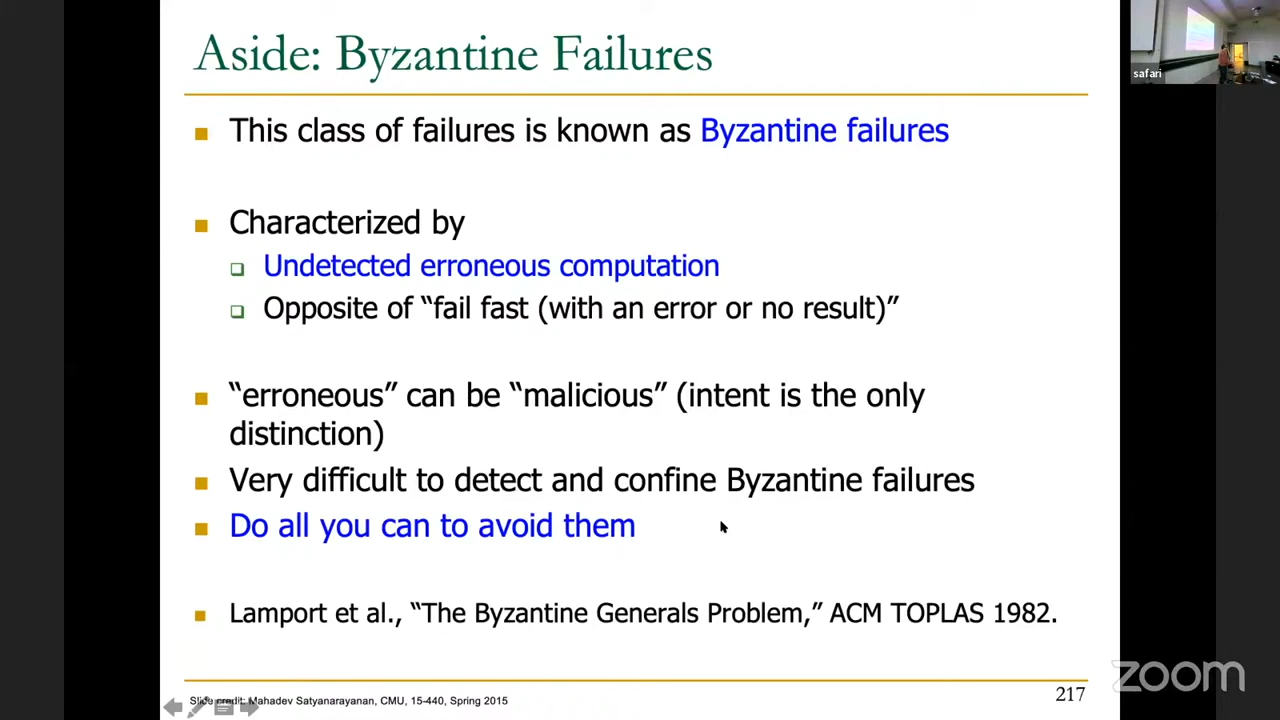 Aside: Byzantine Failures
safari
This class of failures is known as Byzantine failures
Characterized by
Undetected erroneous computation
Opposite of “fail fast (with an error or no result)”
“erroneous” can be “malicious” (intent is the only
distinction)
Very difficult to detect and confine Byzantine failures
Do all you can to avoid them
Lamport et al., “The Byzantine Generals Problem,” ACM TOPLAS 1982.
zoom
Slide credit: Mahadev Satyanarayanan, CMU, 15-440, Spring 2015
217